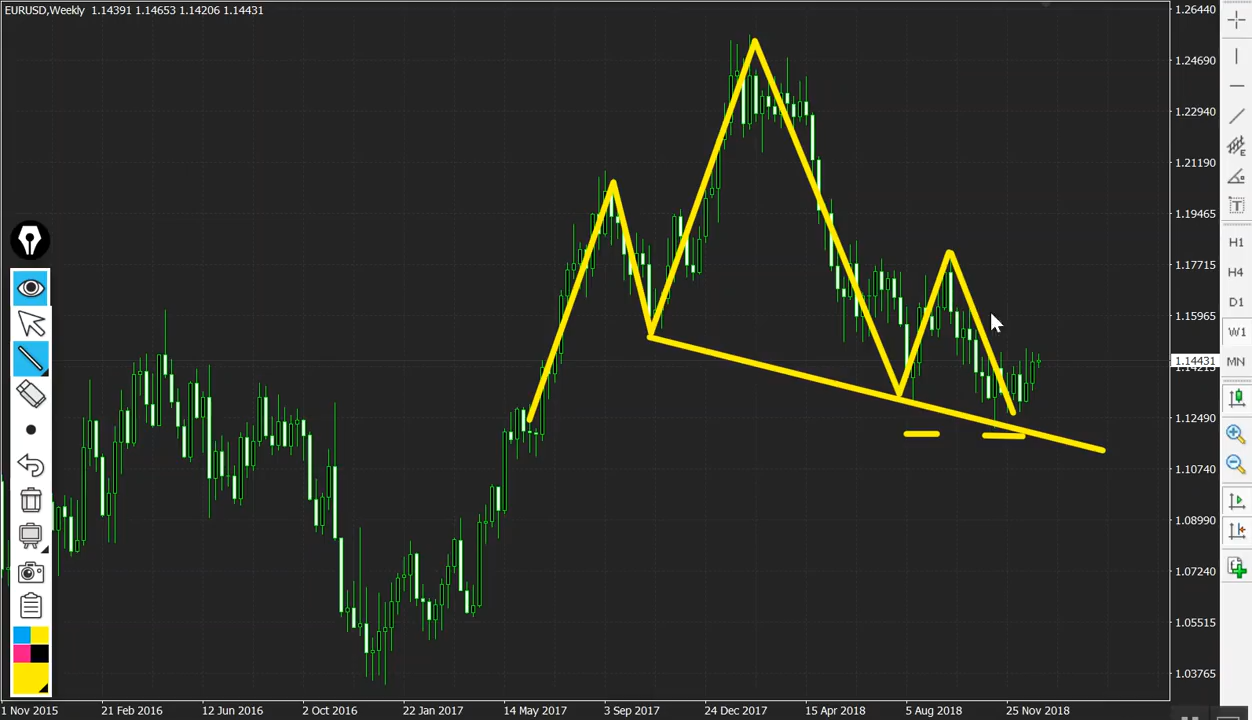 EURUSD,Weekly 1.14391 1.14653 1.14206 1.14431
1.26440
1.24690
1.22940
1.21190
1.19465
1.17715
1.15965
1.14431
1.14215
1.12490
1.10740
1.08990
1.07240
1.05515
1.03765
E
T
H1
H4
D1
W1
MN
1 Nov 2015
21 Feb 2016
12 Jun 2016
2 Oct 2016
22 Jan 2017
14 May 2017
3 Sep 2017
24 Dec 2017
15 Apr 2018
5 Aug 2018
25 Nov 2018